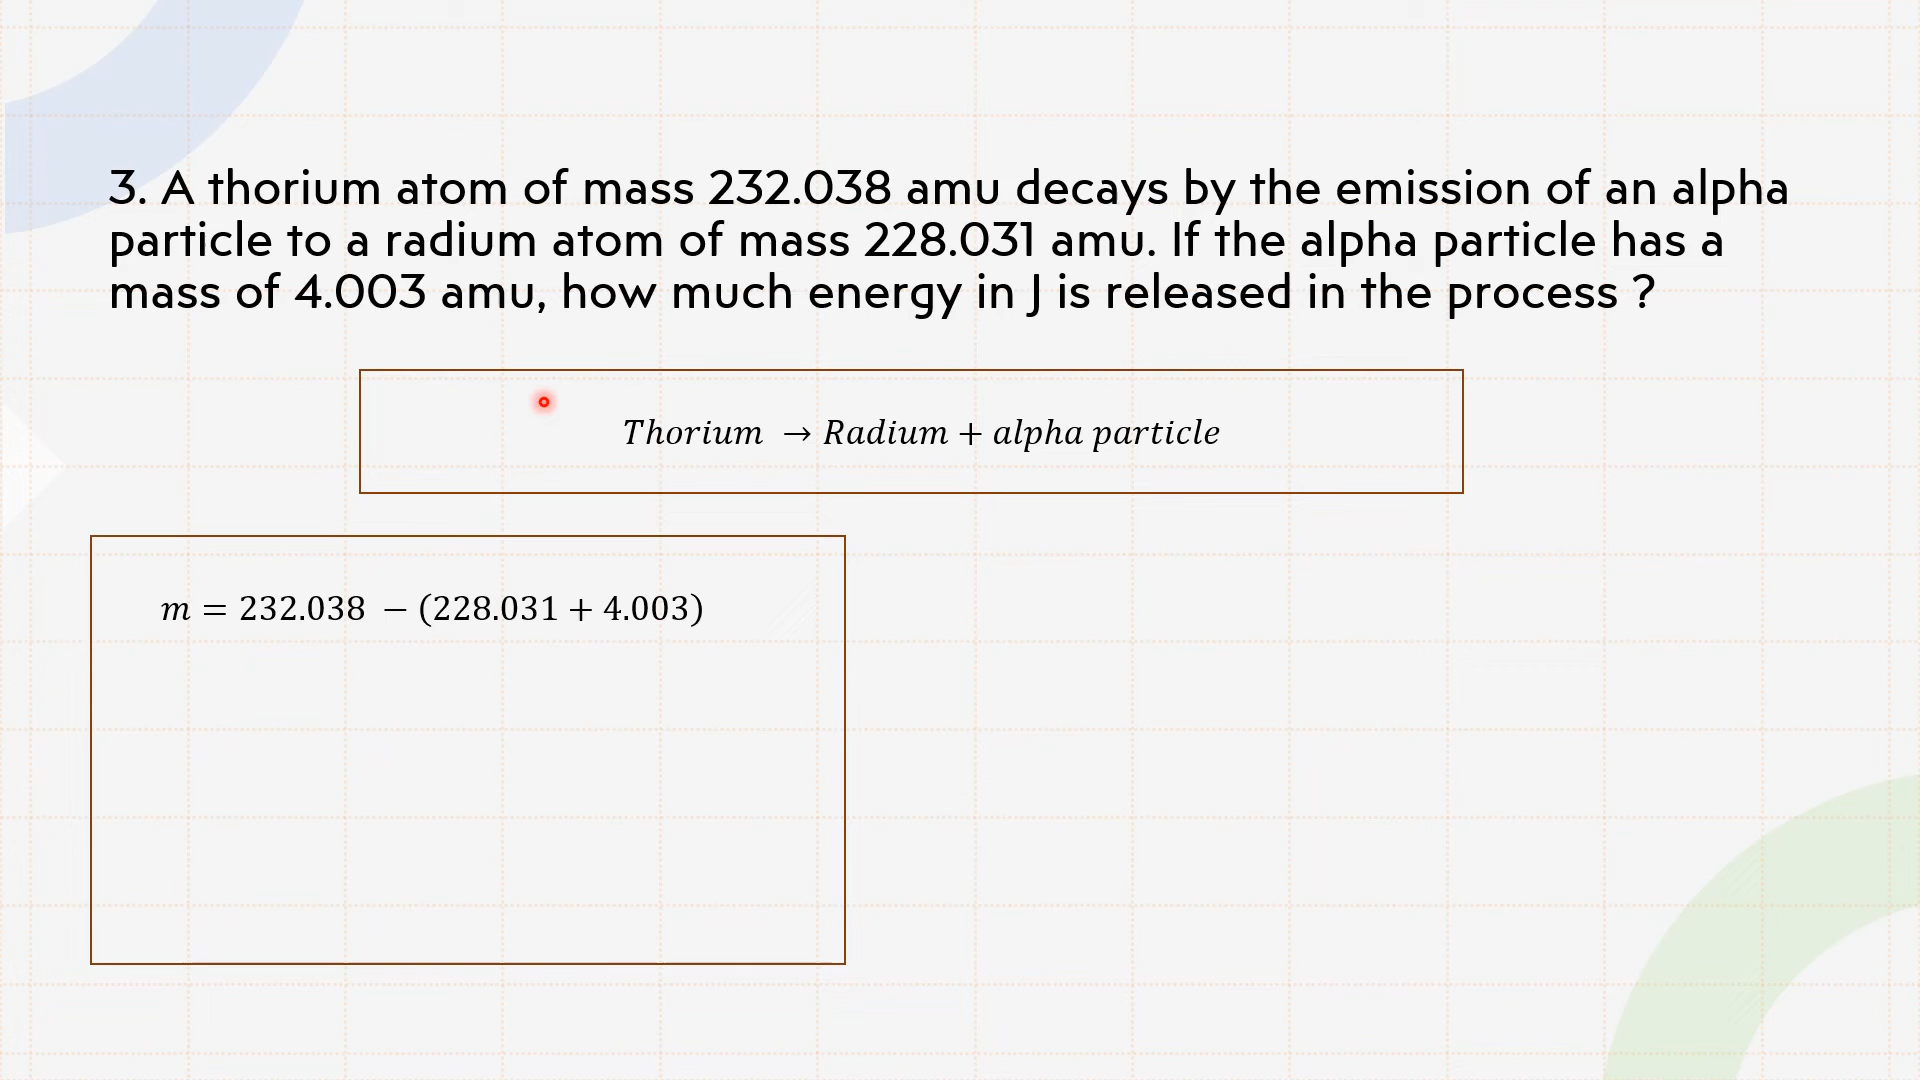 3. A thorium atom of mass 232.038 amu decays by the emission of an alpha
particle to a radium atom of mass 228.031 amu. If the alpha particle has a
mass of 4.003 amu, how much energy in J is released in the process ?
Thorium → Radium + alpha particle
m = 232.038 − (228.031 + 4.003)